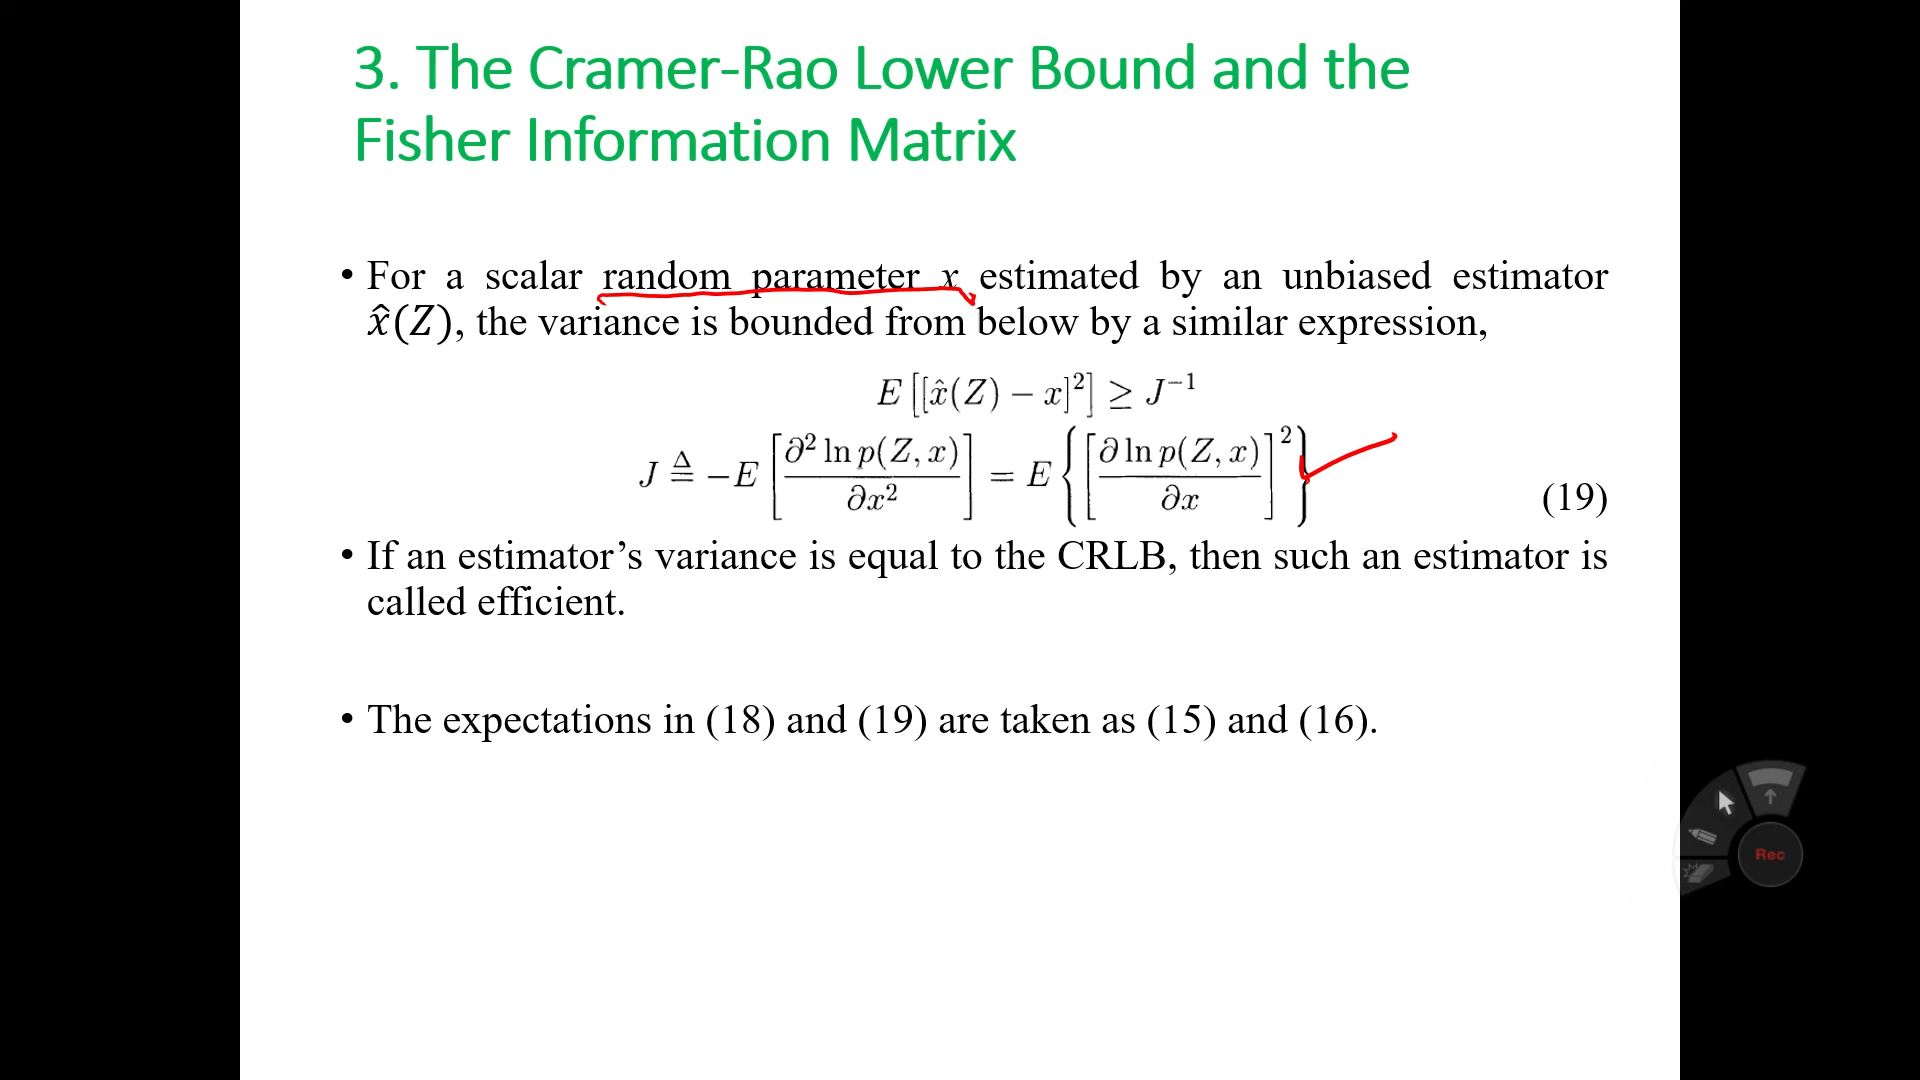 3. The Cramer-Rao Lower Bound and the
Fisher Information Matrix
• For a scalar random parameter x estimated by an unbiased estimator
x̂(Z), the variance is bounded from below by a similar expression,
E [[x̂(Z) − x]²] ≥ J⁻¹
J ≜ −E [∂² ln p(Z, x) / ∂x²] = E {[∂ ln p(Z, x) / ∂x]²}
(19)
• If an estimator’s variance is equal to the CRLB, then such an estimator is
called efficient.
• The expectations in (18) and (19) are taken as (15) and (16).
Rec